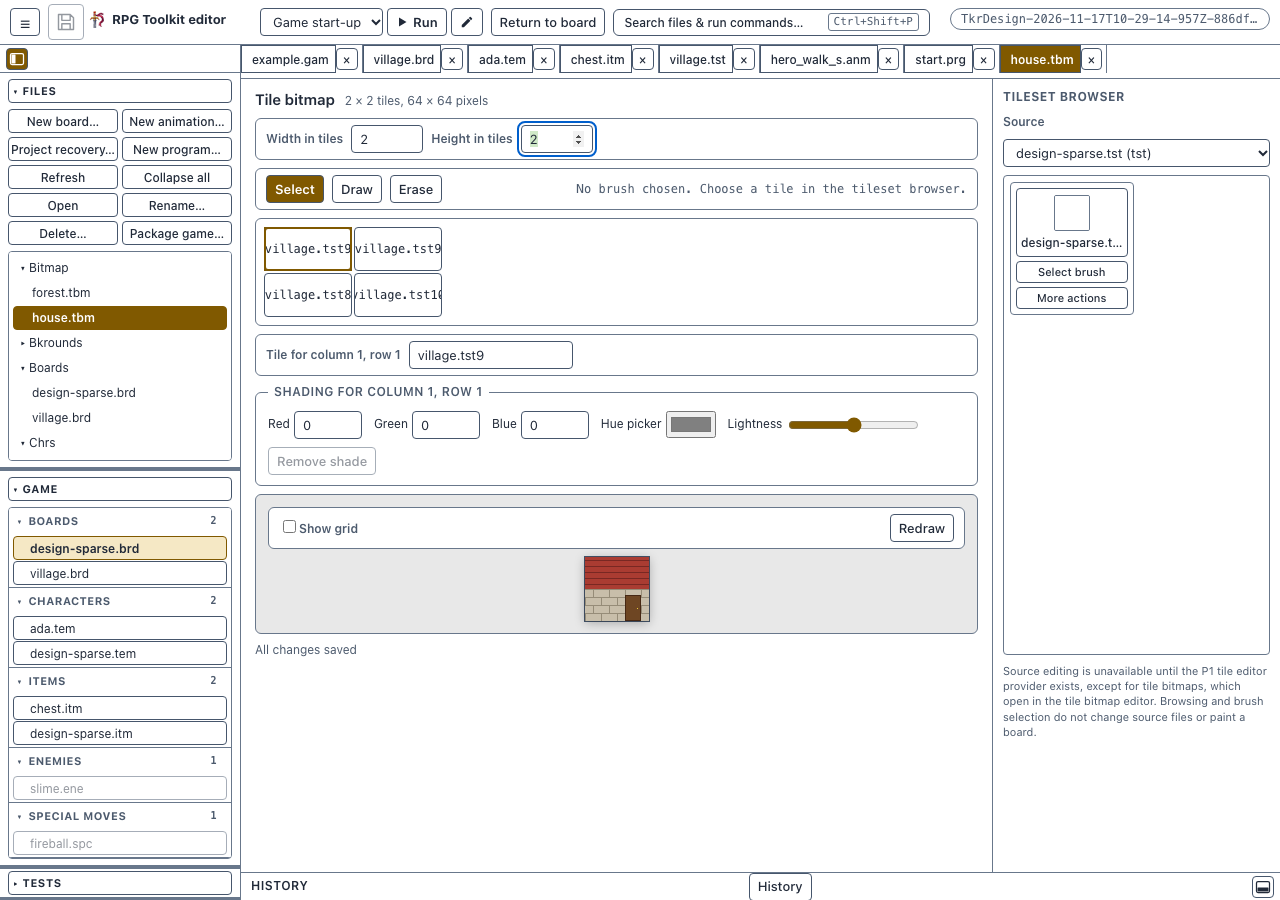 RPG Toolkit editor
Game start-up
Run
Return to board
Search files & run commands...
Ctrl+Shift+P
TkrDesign-2026-11-17T10-29-14-957Z-886df…
FILES
New board...
New animation...
Project recovery...
New program...
Refresh
Collapse all
Open
Rename...
Delete...
Package game...
Bitmap
forest.tbm
house.tbm
Bkrounds
Boards
design-sparse.brd
village.brd
Chrs
GAME
BOARDS 2
design-sparse.brd
village.brd
CHARACTERS 2
ada.tem
design-sparse.tem
ITEMS 2
chest.itm
design-sparse.itm
ENEMIES 1
slime.ene
SPECIAL MOVES 1
fireball.spc
TESTS
example.gam ×
village.brd ×
ada.tem ×
chest.itm ×
village.tst ×
hero_walk_s.anm ×
start.prg ×
house.tbm ×
Tile bitmap 2 × 2 tiles, 64 × 64 pixels
Width in tiles 2 Height in tiles 2
Select Draw Erase No brush chosen. Choose a tile in the tileset browser.
village.tst9 village.tst9
village.tst8 village.tst10
Tile for column 1, row 1 village.tst9
SHADING FOR COLUMN 1, ROW 1
Red 0 Green 0 Blue 0 Hue picker Lightness
Remove shade
Show grid Redraw
All changes saved
HISTORY History
TILESET BROWSER
Source
design-sparse.tst (tst)
design-sparse.t…
Select brush
More actions
Source editing is unavailable until the P1 tile editor
provider exists, except for tile bitmaps, which
open in the tile bitmap editor. Browsing and brush
selection do not change source files or paint a
board.